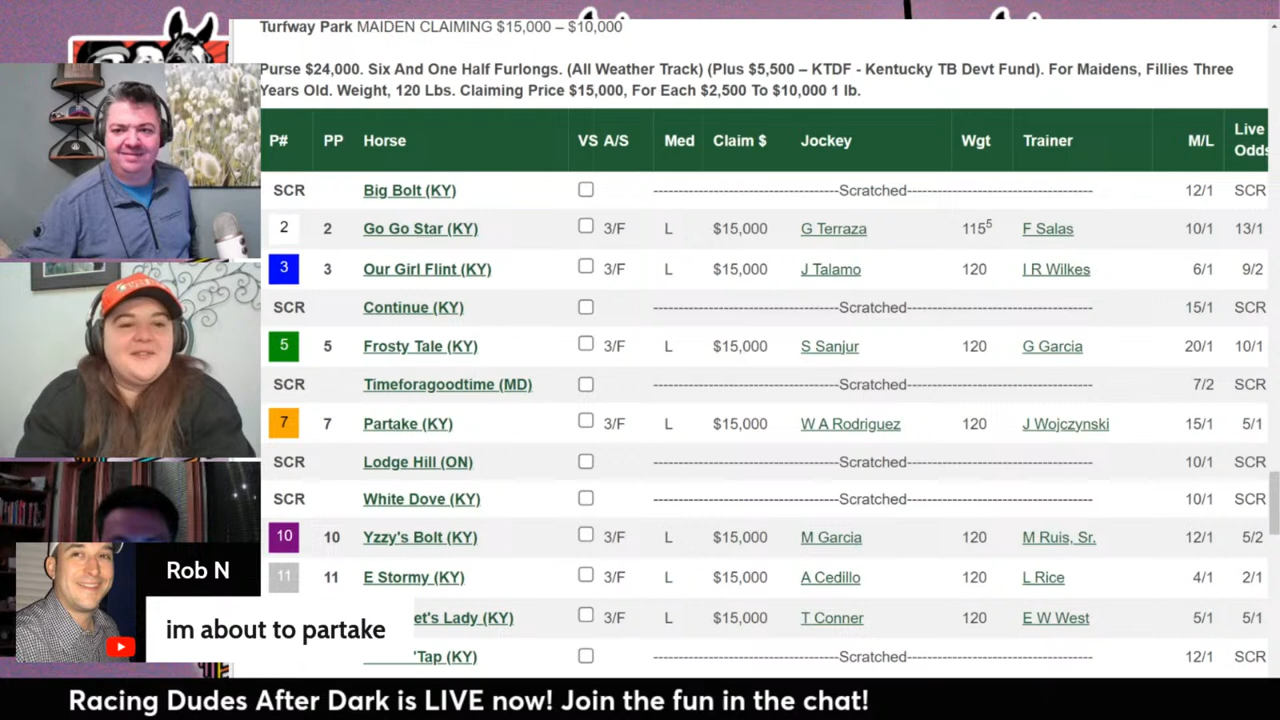 Turfway Park MAIDEN CLAIMING $15,000 – $10,000
Purse $24,000. Six And One Half Furlongs. (All Weather Track) (Plus $5,500 – KTDF - Kentucky TB Devt Fund). For Maidens, Fillies Three
Years Old. Weight, 120 Lbs. Claiming Price $15,000, For Each $2,500 To $10,000 1 lb.
P# PP Horse VS A/S Med Claim $ Jockey Wgt Trainer M/L Live Odds
SCR Big Bolt (KY) Scratched 12/1 SCR
2 2 Go Go Star (KY) 3/F L $15,000 G Terraza 115⁵ F Salas 10/1 13/1
3 3 Our Girl Flint (KY) 3/F L $15,000 J Talamo 120 I R Wilkes 6/1 9/2
SCR Continue (KY) Scratched 15/1 SCR
5 5 Frosty Tale (KY) 3/F L $15,000 S Sanjur 120 G Garcia 20/1 10/1
SCR Timeforagoodtime (MD) Scratched 7/2 SCR
7 7 Partake (KY) 3/F L $15,000 W A Rodriguez 120 J Wojczynski 15/1 5/1
SCR Lodge Hill (ON) Scratched 10/1 SCR
SCR White Dove (KY) Scratched 10/1 SCR
10 10 Yzzy's Bolt (KY) 3/F L $15,000 M Garcia 120 M Ruis, Sr. 12/1 5/2
11 11 E Stormy (KY) 3/F L $15,000 A Cedillo 120 L Rice 4/1 2/1
et's Lady (KY) 3/F L $15,000 T Conner 120 E W West 5/1 5/1
'Tap (KY) Scratched 12/1 SCR
Rob N
im about to partake
Racing Dudes After Dark is LIVE now! Join the fun in the chat!